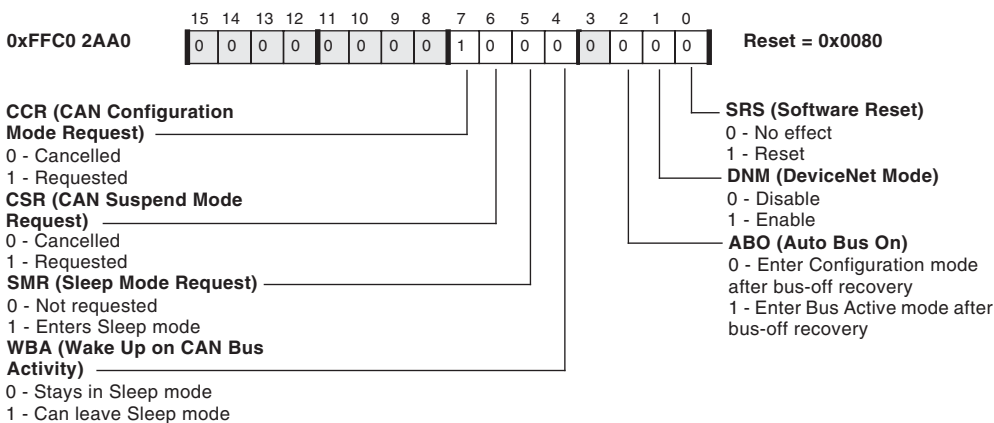 15 14 13 12 11 10 9 8 7 6 5 4 3 2 1 0
0xFFC0 2AA0 0 0 0 0 0 0 0 0 1 0 0 0 0 0 0 0 Reset = 0x0080
CCR (CAN Configuration
Mode Request)
0 - Cancelled
1 - Requested
CSR (CAN Suspend Mode
Request)
0 - Cancelled
1 - Requested
SMR (Sleep Mode Request)
0 - Not requested
1 - Enters Sleep mode
WBA (Wake Up on CAN Bus
Activity)
0 - Stays in Sleep mode
1 - Can leave Sleep mode
SRS (Software Reset)
0 - No effect
1 - Reset
DNM (DeviceNet Mode)
0 - Disable
1 - Enable
ABO (Auto Bus On)
0 - Enter Configuration mode
after bus-off recovery
1 - Enter Bus Active mode after
bus-off recovery